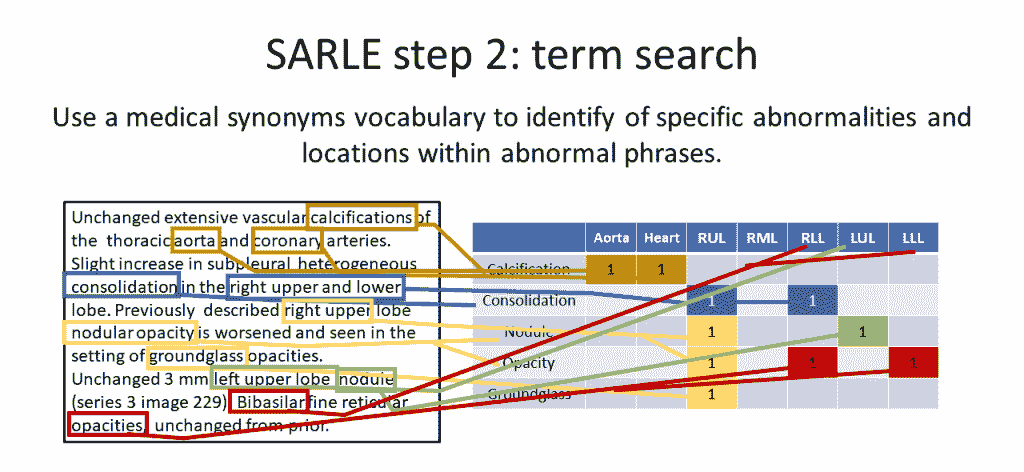 SARLE step 2: term search
Use a medical synonyms vocabulary to identify of specific abnormalities and
locations within abnormal phrases.
Unchanged extensive vascular calcifications of
the thoracic aorta and coronary arteries.
Slight increase in subpleural heterogeneous
consolidation in the right upper and lower
lobe. Previously described right upper lobe
nodular opacity is worsened and seen in the
setting of groundglass opacities.
Unchanged 3 mm left upper lobe nodule
(series 3 image 229). Bibasilar fine reticular
opacities, unchanged from prior.
Aorta Heart RUL RML RLL LUL LLL
Calcification 1 1
Consolidation 1 1
Nodule 1 1
Opacity 1 1 1
Groundglass 1